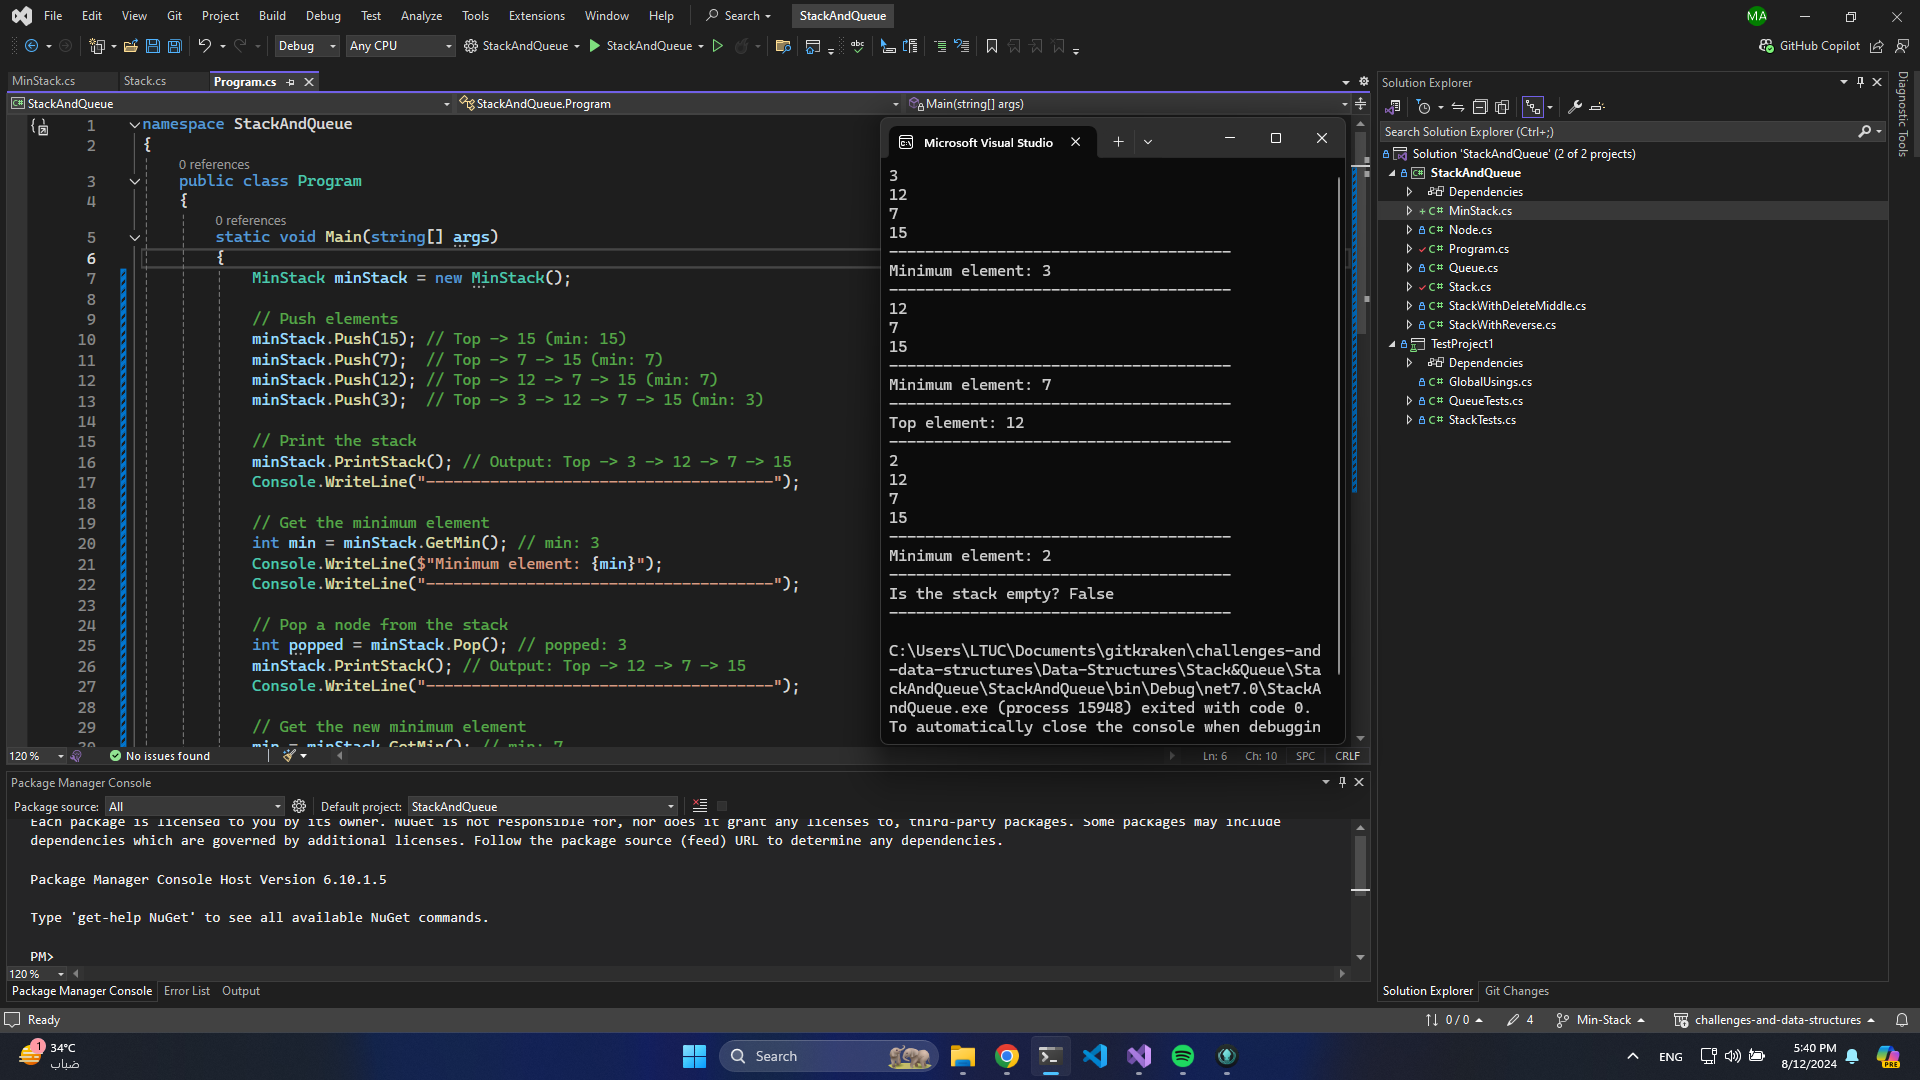 File Edit View Git Project Build Debug Test Analyze Tools Extensions Window Help Search StackAndQueue MA
Debug Any CPU StackAndQueue StackAndQueue GitHub Copilot
MinStack.cs Stack.cs Program.cs
StackAndQueue StackAndQueue.Program Main(string[] args)
1 namespace StackAndQueue
2 {
0 references
3 public class Program
4 {
0 references
5 static void Main(string[] args)
6 {
7 MinStack minStack = new MinStack();
8
9 // Push elements
10 minStack.Push(15); // Top -> 15 (min: 15)
11 minStack.Push(7);  // Top -> 7 -> 15 (min: 7)
12 minStack.Push(12); // Top -> 12 -> 7 -> 15 (min: 7)
13 minStack.Push(3);  // Top -> 3 -> 12 -> 7 -> 15 (min: 3)
14
15 // Print the stack
16 minStack.PrintStack(); // Output: Top -> 3 -> 12 -> 7 -> 15
17 Console.WriteLine("--------------------------------------");
18
19 // Get the minimum element
20 int min = minStack.GetMin(); // min: 3
21 Console.WriteLine($"Minimum element: {min}");
22 Console.WriteLine("--------------------------------------");
23
24 // Pop a node from the stack
25 int popped = minStack.Pop(); // popped: 3
26 minStack.PrintStack(); // Output: Top -> 12 -> 7 -> 15
27 Console.WriteLine("--------------------------------------");
28
29 // Get the new minimum element
30 min = minStack.GetMin(); // min: 7
120 % No issues found Ln: 6 Ch: 10 SPC CRLF
Microsoft Visual Studio
3
12
7
15
--------------------------------------
Minimum element: 3
--------------------------------------
12
7
15
--------------------------------------
Minimum element: 7
--------------------------------------
Top element: 12
--------------------------------------
2
12
7
15
--------------------------------------
Minimum element: 2
--------------------------------------
Is the stack empty? False
--------------------------------------
C:\Users\LTUC\Documents\gitkraken\challenges-and
-data-structures\Data-Structures\Stack&Queue\Sta
ckAndQueue\StackAndQueue\bin\Debug\net7.0\StackA
ndQueue.exe (process 15948) exited with code 0.
To automatically close the console when debuggin
Solution Explorer
Search Solution Explorer (Ctrl+;)
Solution 'StackAndQueue' (2 of 2 projects)
StackAndQueue
Dependencies
C# MinStack.cs
C# Node.cs
C# Program.cs
C# Queue.cs
C# Stack.cs
C# StackWithDeleteMiddle.cs
C# StackWithReverse.cs
TestProject1
Dependencies
C# GlobalUsings.cs
C# QueueTests.cs
C# StackTests.cs
Diagnostic Tools
Package Manager Console
Package source: All Default project: StackAndQueue
Each package is licensed to you by its owner. NuGet is not responsible for, nor does it grant any licenses to, third-party packages. Some packages may include
dependencies which are governed by additional licenses. Follow the package source (feed) URL to determine any dependencies.
Package Manager Console Host Version 6.10.1.5
Type 'get-help NuGet' to see all available NuGet commands.
PM>
120 %
Package Manager Console Error List Output
Solution Explorer Git Changes
Ready 0 / 0 4 Min-Stack challenges-and-data-structures
1 34°C
ضباب
Search
ENG
5:40 PM
8/12/2024
PRE